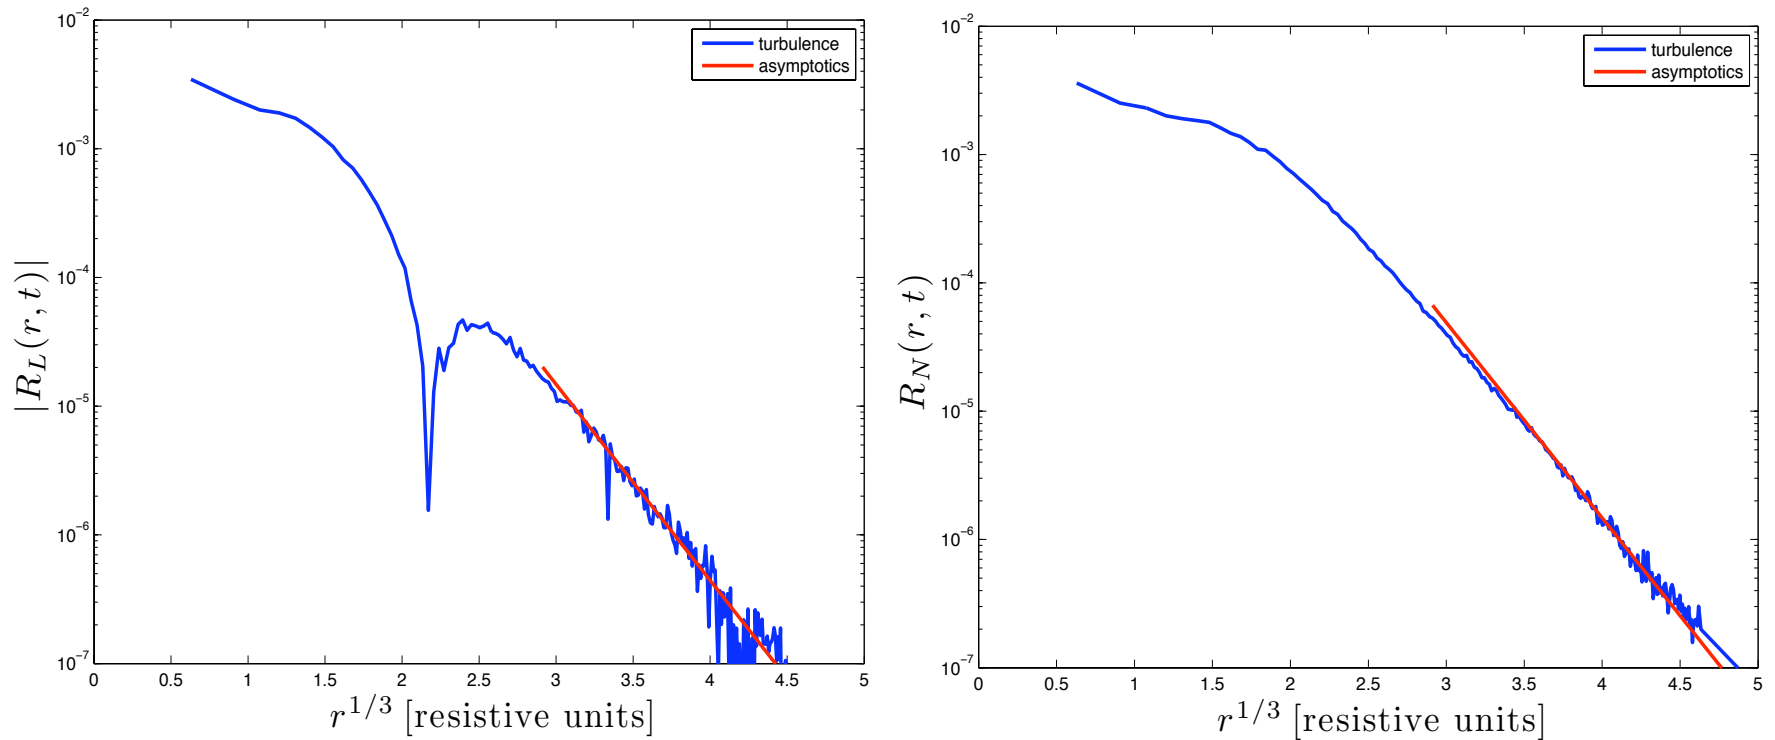 10^-2
10^-3
10^-4
10^-5
10^-6
10^-7
|R_L(r, t)|
turbulence
asymptotics
0 0.5 1 1.5 2 2.5 3 3.5 4 4.5 5
r^{1/3} [resistive units]
10^-2
10^-3
10^-4
10^-5
10^-6
10^-7
R_N(r, t)
turbulence
asymptotics
0 0.5 1 1.5 2 2.5 3 3.5 4 4.5 5
r^{1/3} [resistive units]